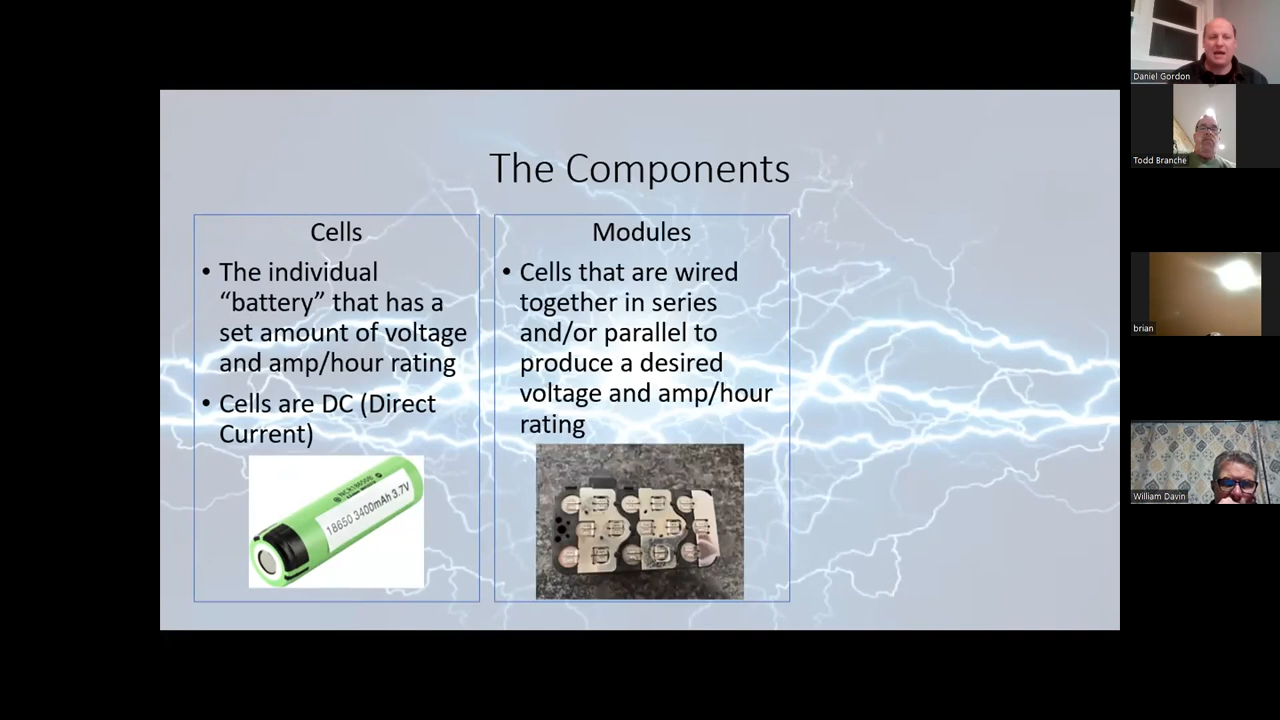 The Components
Cells
• The individual
“battery” that has a
set amount of voltage
and amp/hour rating
• Cells are DC (Direct
Current)
18650 3400mAh 3.7V
Modules
• Cells that are wired
together in series
and/or parallel to
produce a desired
voltage and amp/hour
rating
Daniel Gordon
Todd Branche
brian
William Davin